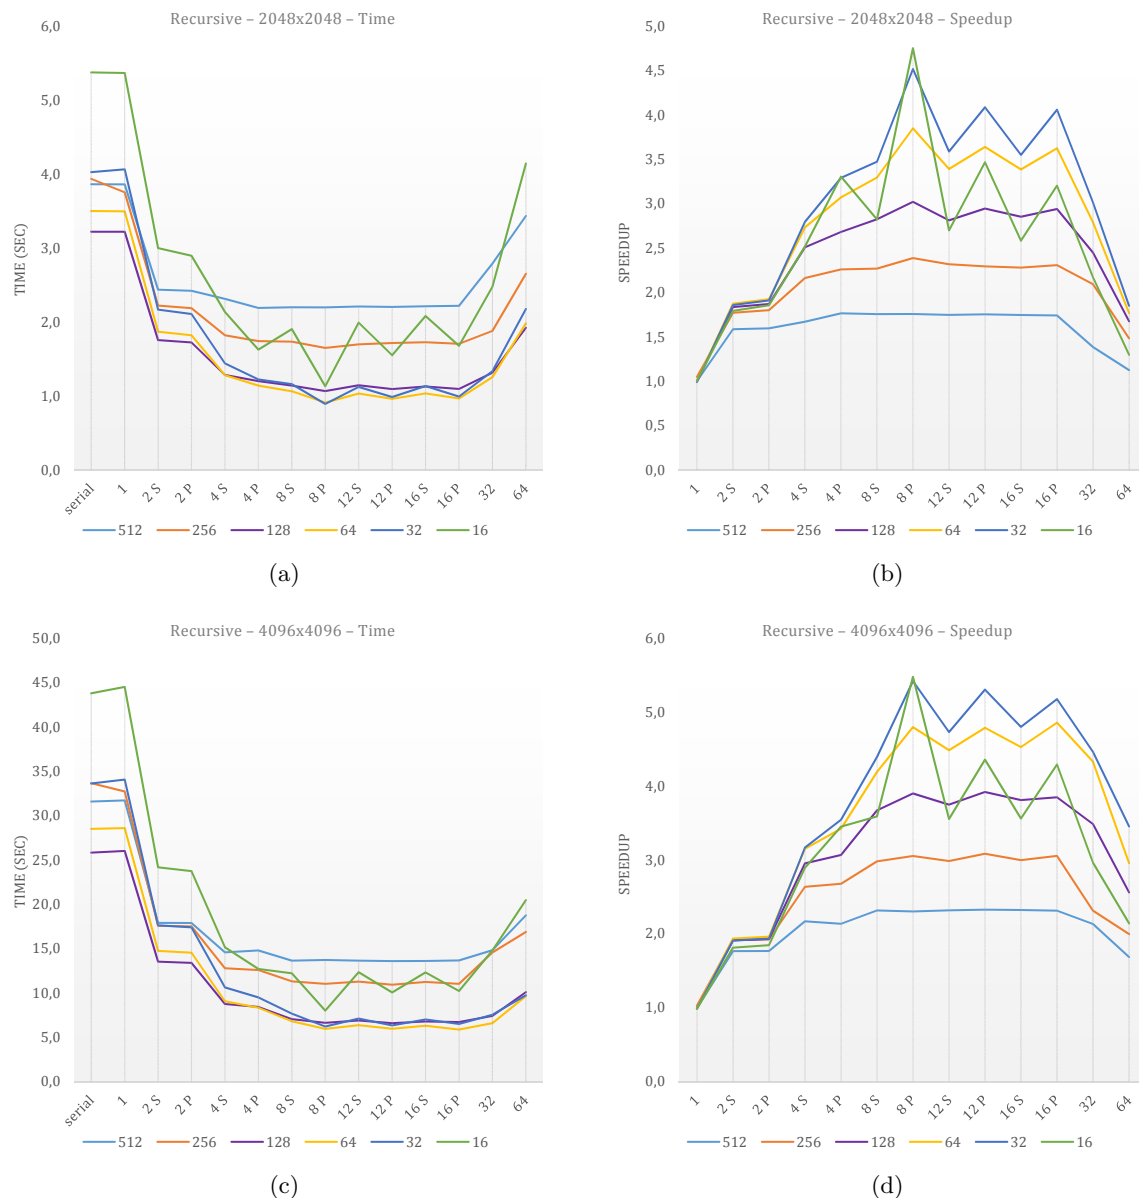 Recursive – 2048x2048 – Time
6,0
5,0
4,0
3,0
2,0
1,0
0,0
TIME (SEC)
serial 1 2 S 2 P 4 S 4 P 8 S 8 P 12 S 12 P 16 S 16 P 32 64
512 256 128 64 32 16
(a)
Recursive – 2048x2048 – Speedup
5,0
4,5
4,0
3,5
3,0
2,5
2,0
1,5
1,0
0,5
0,0
SPEEDUP
1 2 S 2 P 4 S 4 P 8 S 8 P 12 S 12 P 16 S 16 P 32 64
512 256 128 64 32 16
(b)
Recursive – 4096x4096 – Time
50,0
45,0
40,0
35,0
30,0
25,0
20,0
15,0
10,0
5,0
0,0
TIME (SEC)
serial 1 2 S 2 P 4 S 4 P 8 S 8 P 12 S 12 P 16 S 16 P 32 64
512 256 128 64 32 16
(c)
Recursive – 4096x4096 – Speedup
6,0
5,0
4,0
3,0
2,0
1,0
0,0
SPEEDUP
1 2 S 2 P 4 S 4 P 8 S 8 P 12 S 12 P 16 S 16 P 32 64
512 256 128 64 32 16
(d)